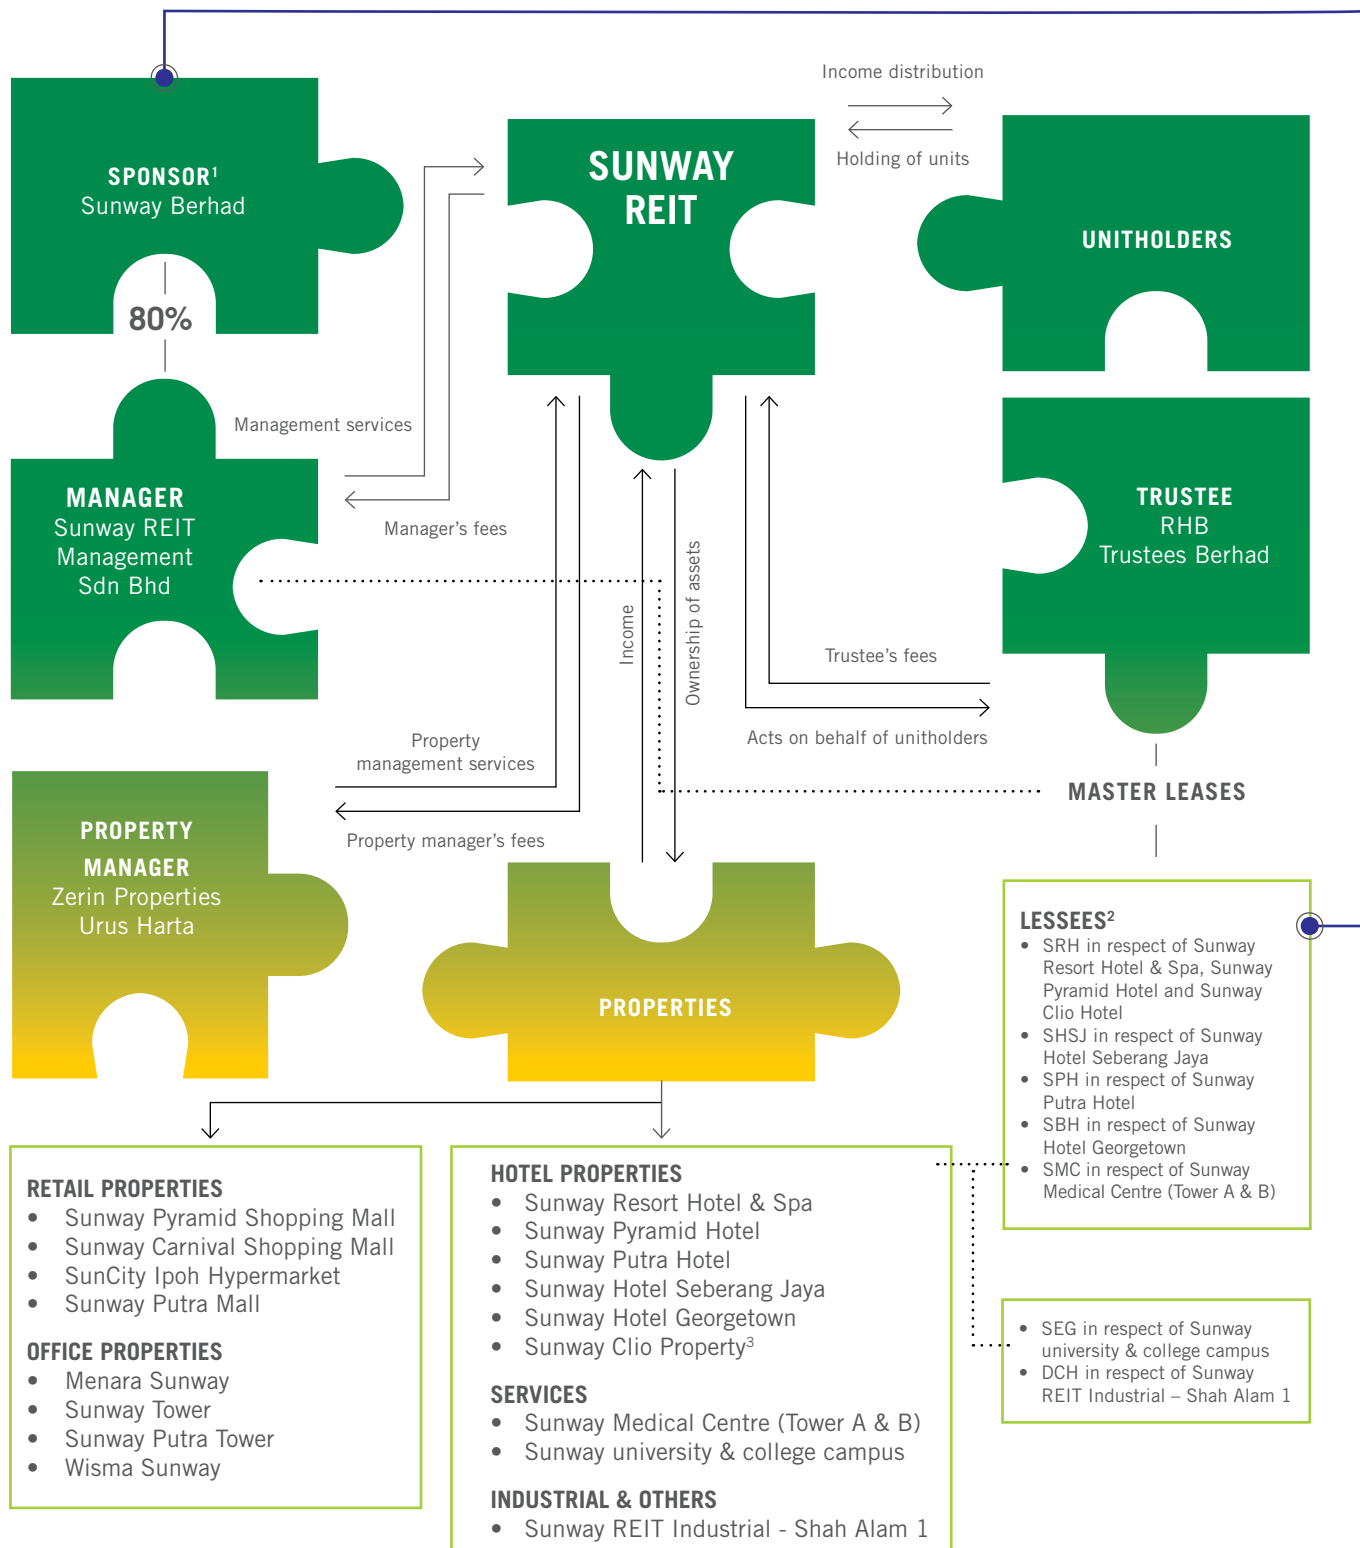 SPONSOR¹
Sunway Berhad
80%
MANAGER
Sunway REIT
Management
Sdn Bhd
Management services
Manager’s fees
SUNWAY
REIT
Income distribution
Holding of units
UNITHOLDERS
TRUSTEE
RHB
Trustees Berhad
Income
Ownership of assets
Trustee’s fees
Acts on behalf of unitholders
Property
management services
Property manager’s fees
PROPERTY
MANAGER
Zerin Properties
Urus Harta
PROPERTIES
MASTER LEASES
LESSEES²
• SRH in respect of Sunway
Resort Hotel & Spa, Sunway
Pyramid Hotel and Sunway
Clio Hotel
• SHSJ in respect of Sunway
Hotel Seberang Jaya
• SPH in respect of Sunway
Putra Hotel
• SBH in respect of Sunway
Hotel Georgetown
• SMC in respect of Sunway
Medical Centre (Tower A & B)
• SEG in respect of Sunway
university & college campus
• DCH in respect of Sunway
REIT Industrial – Shah Alam 1
RETAIL PROPERTIES
• Sunway Pyramid Shopping Mall
• Sunway Carnival Shopping Mall
• SunCity Ipoh Hypermarket
• Sunway Putra Mall
OFFICE PROPERTIES
• Menara Sunway
• Sunway Tower
• Sunway Putra Tower
• Wisma Sunway
HOTEL PROPERTIES
• Sunway Resort Hotel & Spa
• Sunway Pyramid Hotel
• Sunway Putra Hotel
• Sunway Hotel Seberang Jaya
• Sunway Hotel Georgetown
• Sunway Clio Property³
SERVICES
• Sunway Medical Centre (Tower A & B)
• Sunway university & college campus
INDUSTRIAL & OTHERS
• Sunway REIT Industrial - Shah Alam 1